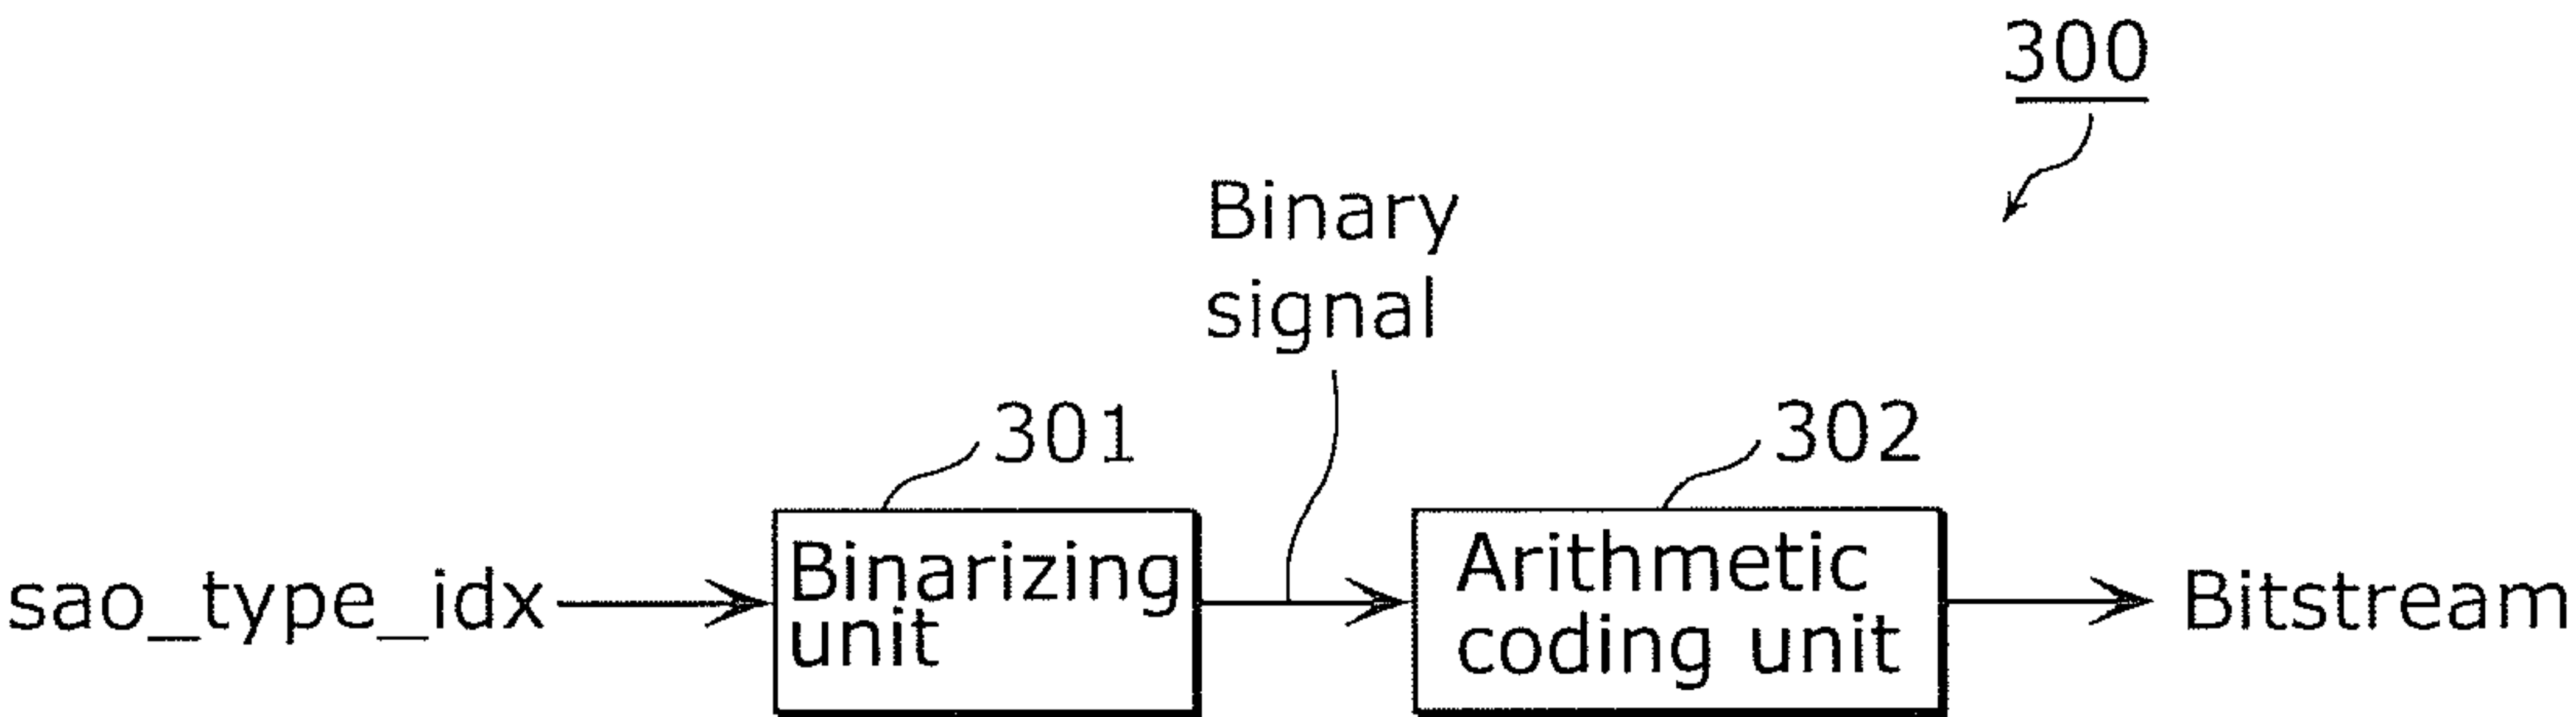 300
Binary
signal
301
302
sao_type_idx
Binarizing
unit
Arithmetic
coding unit
Bitstream